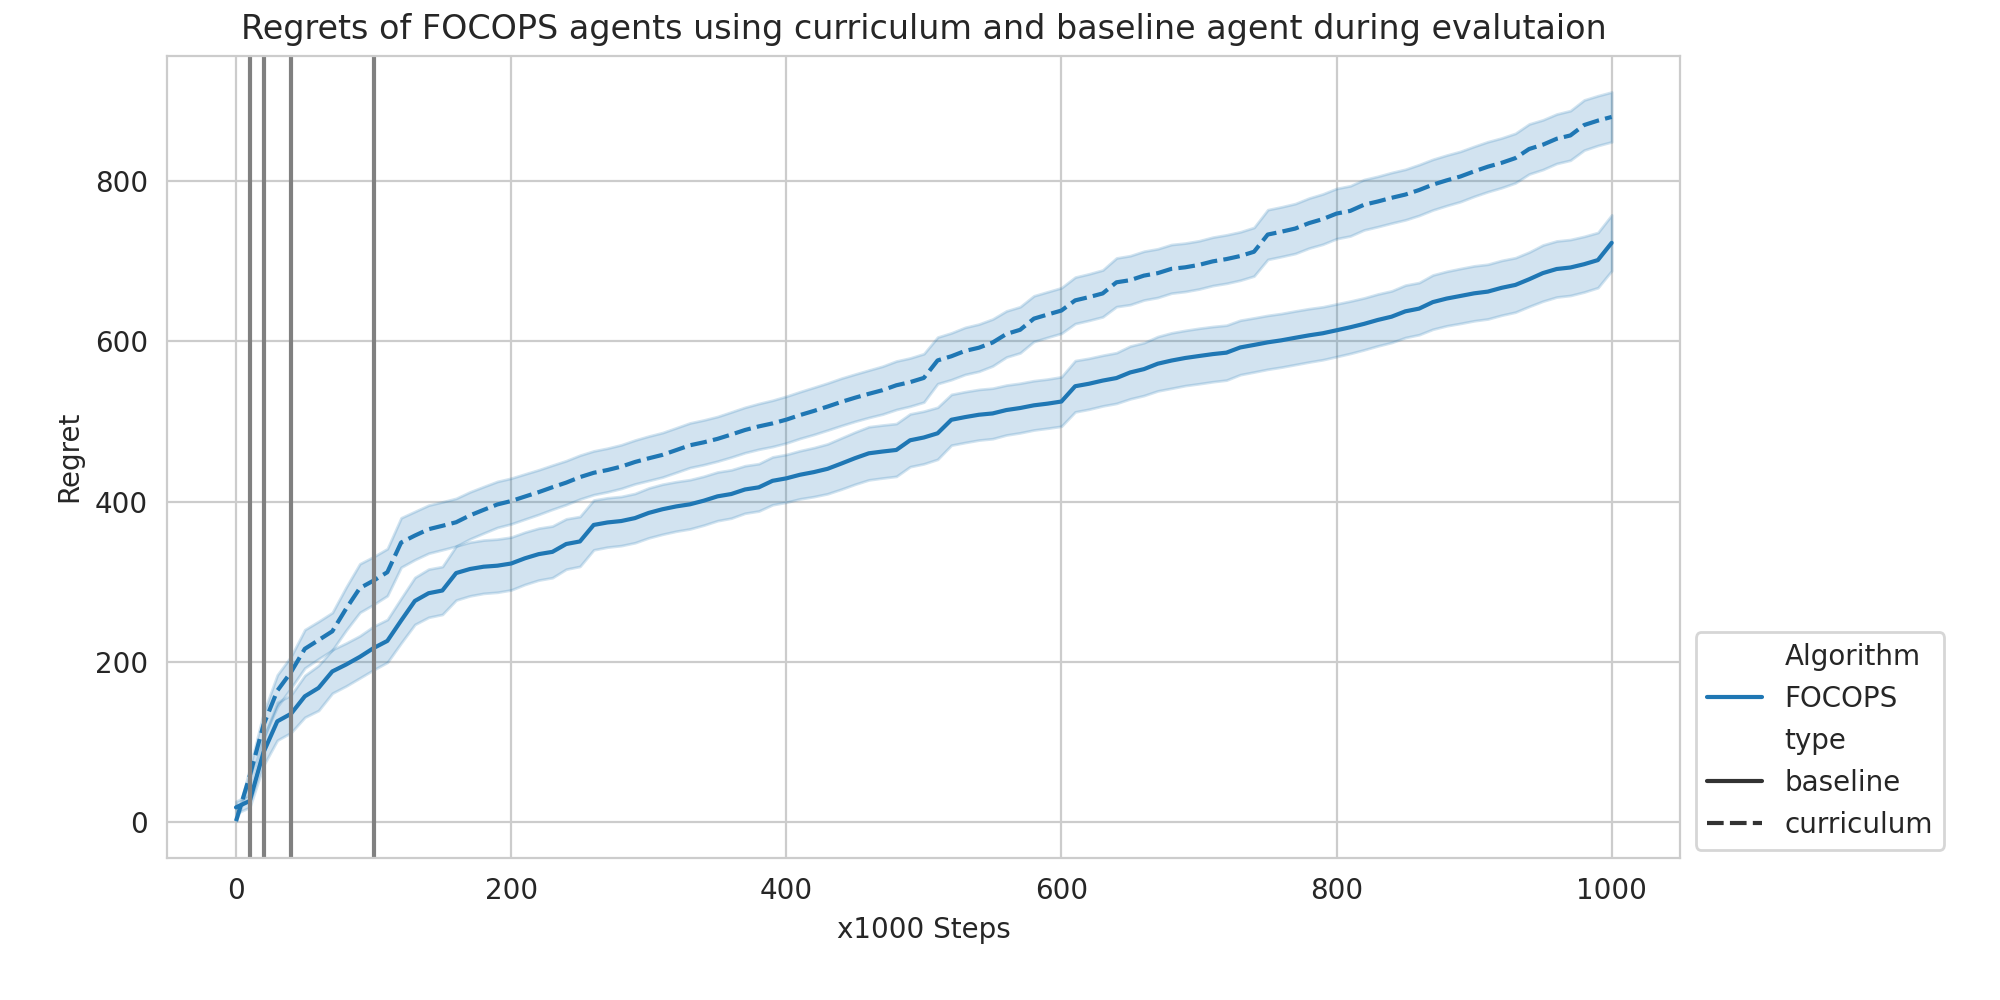 Regrets of FOCOPS agents using curriculum and baseline agent during evalutaion
Regret
800
600
400
200
0
0 200 400 600 800 1000
x1000 Steps
Algorithm
FOCOPS
type
baseline
curriculum